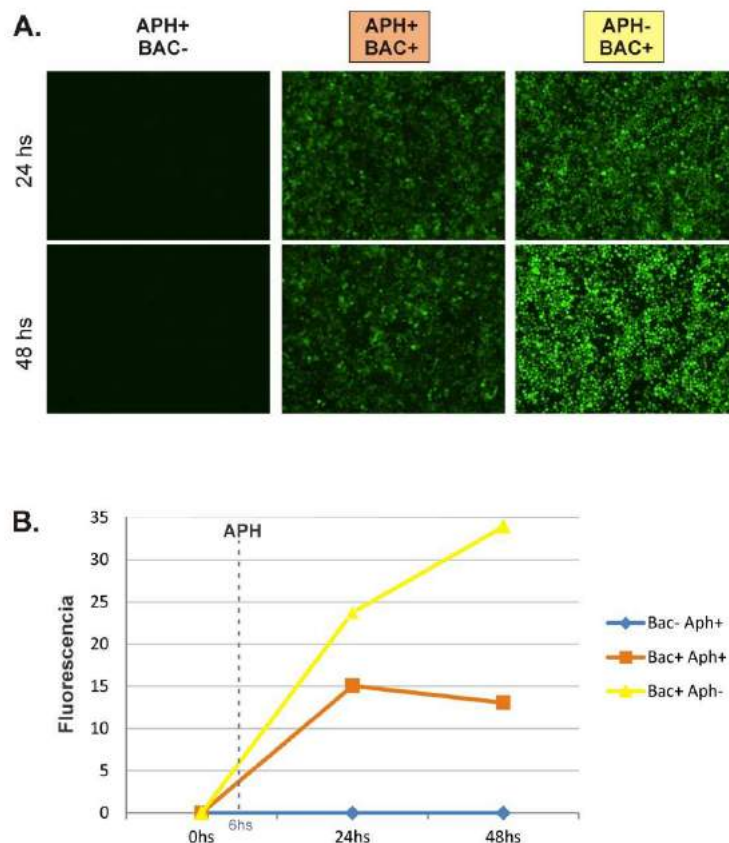 A.
APH+
BAC-
APH+
BAC+
APH-
BAC+
24 hs
48 hs
B.
Fluorescencia
35
30
25
20
15
10
5
0
APH
6hs
0hs
24hs
48hs
Bac- Aph+
Bac+ Aph+
Bac+ Aph-